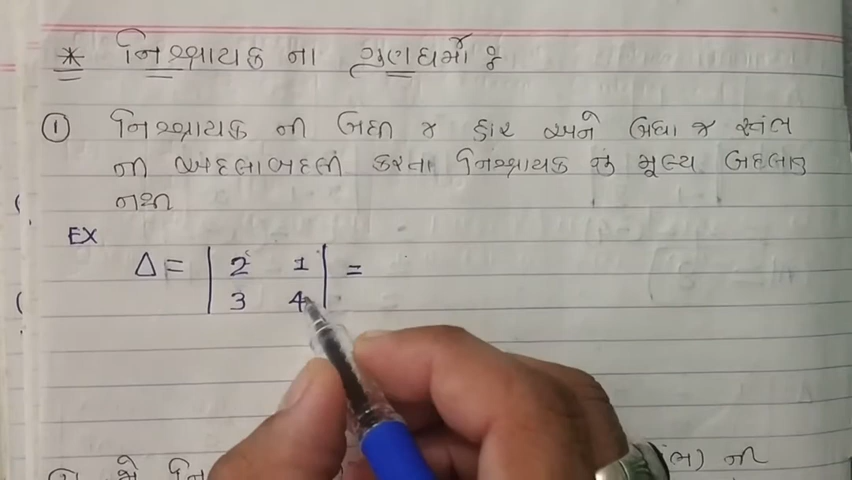 * નિશ્ચાયક ના ગુણધર્મો :
① નિશ્ચાયક ની બધી જ હાર અને બધા જ સ્તંભ
ની અદલાબદલી કરતા નિશ્ચાયક નું મૂલ્ય બદલાતુ
નથી
EX
Δ = | 2 1 | =
| 3 4 |
જો નિ
ંભ) ની